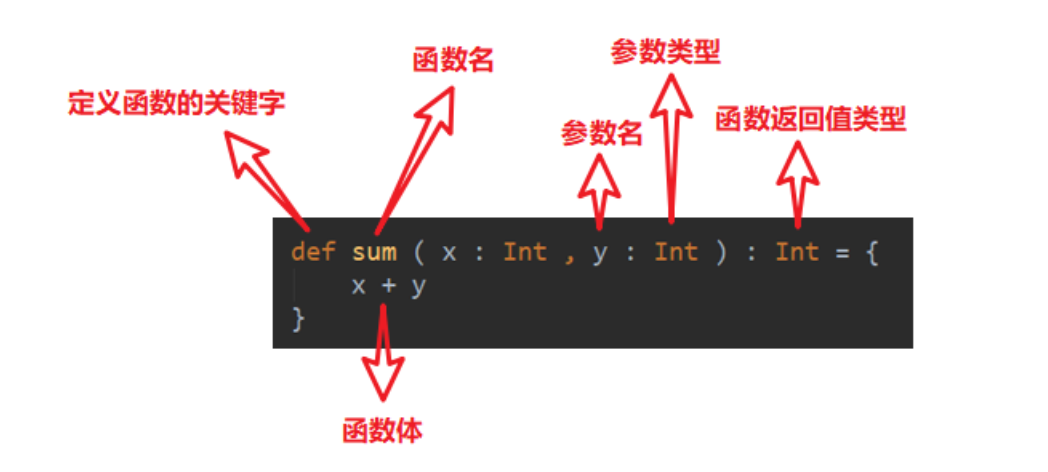 参数类型
函数名
定义函数的关键字
函数返回值类型
参数名
def sum ( x : Int , y : Int ) : Int = {
x + y
}
函数体